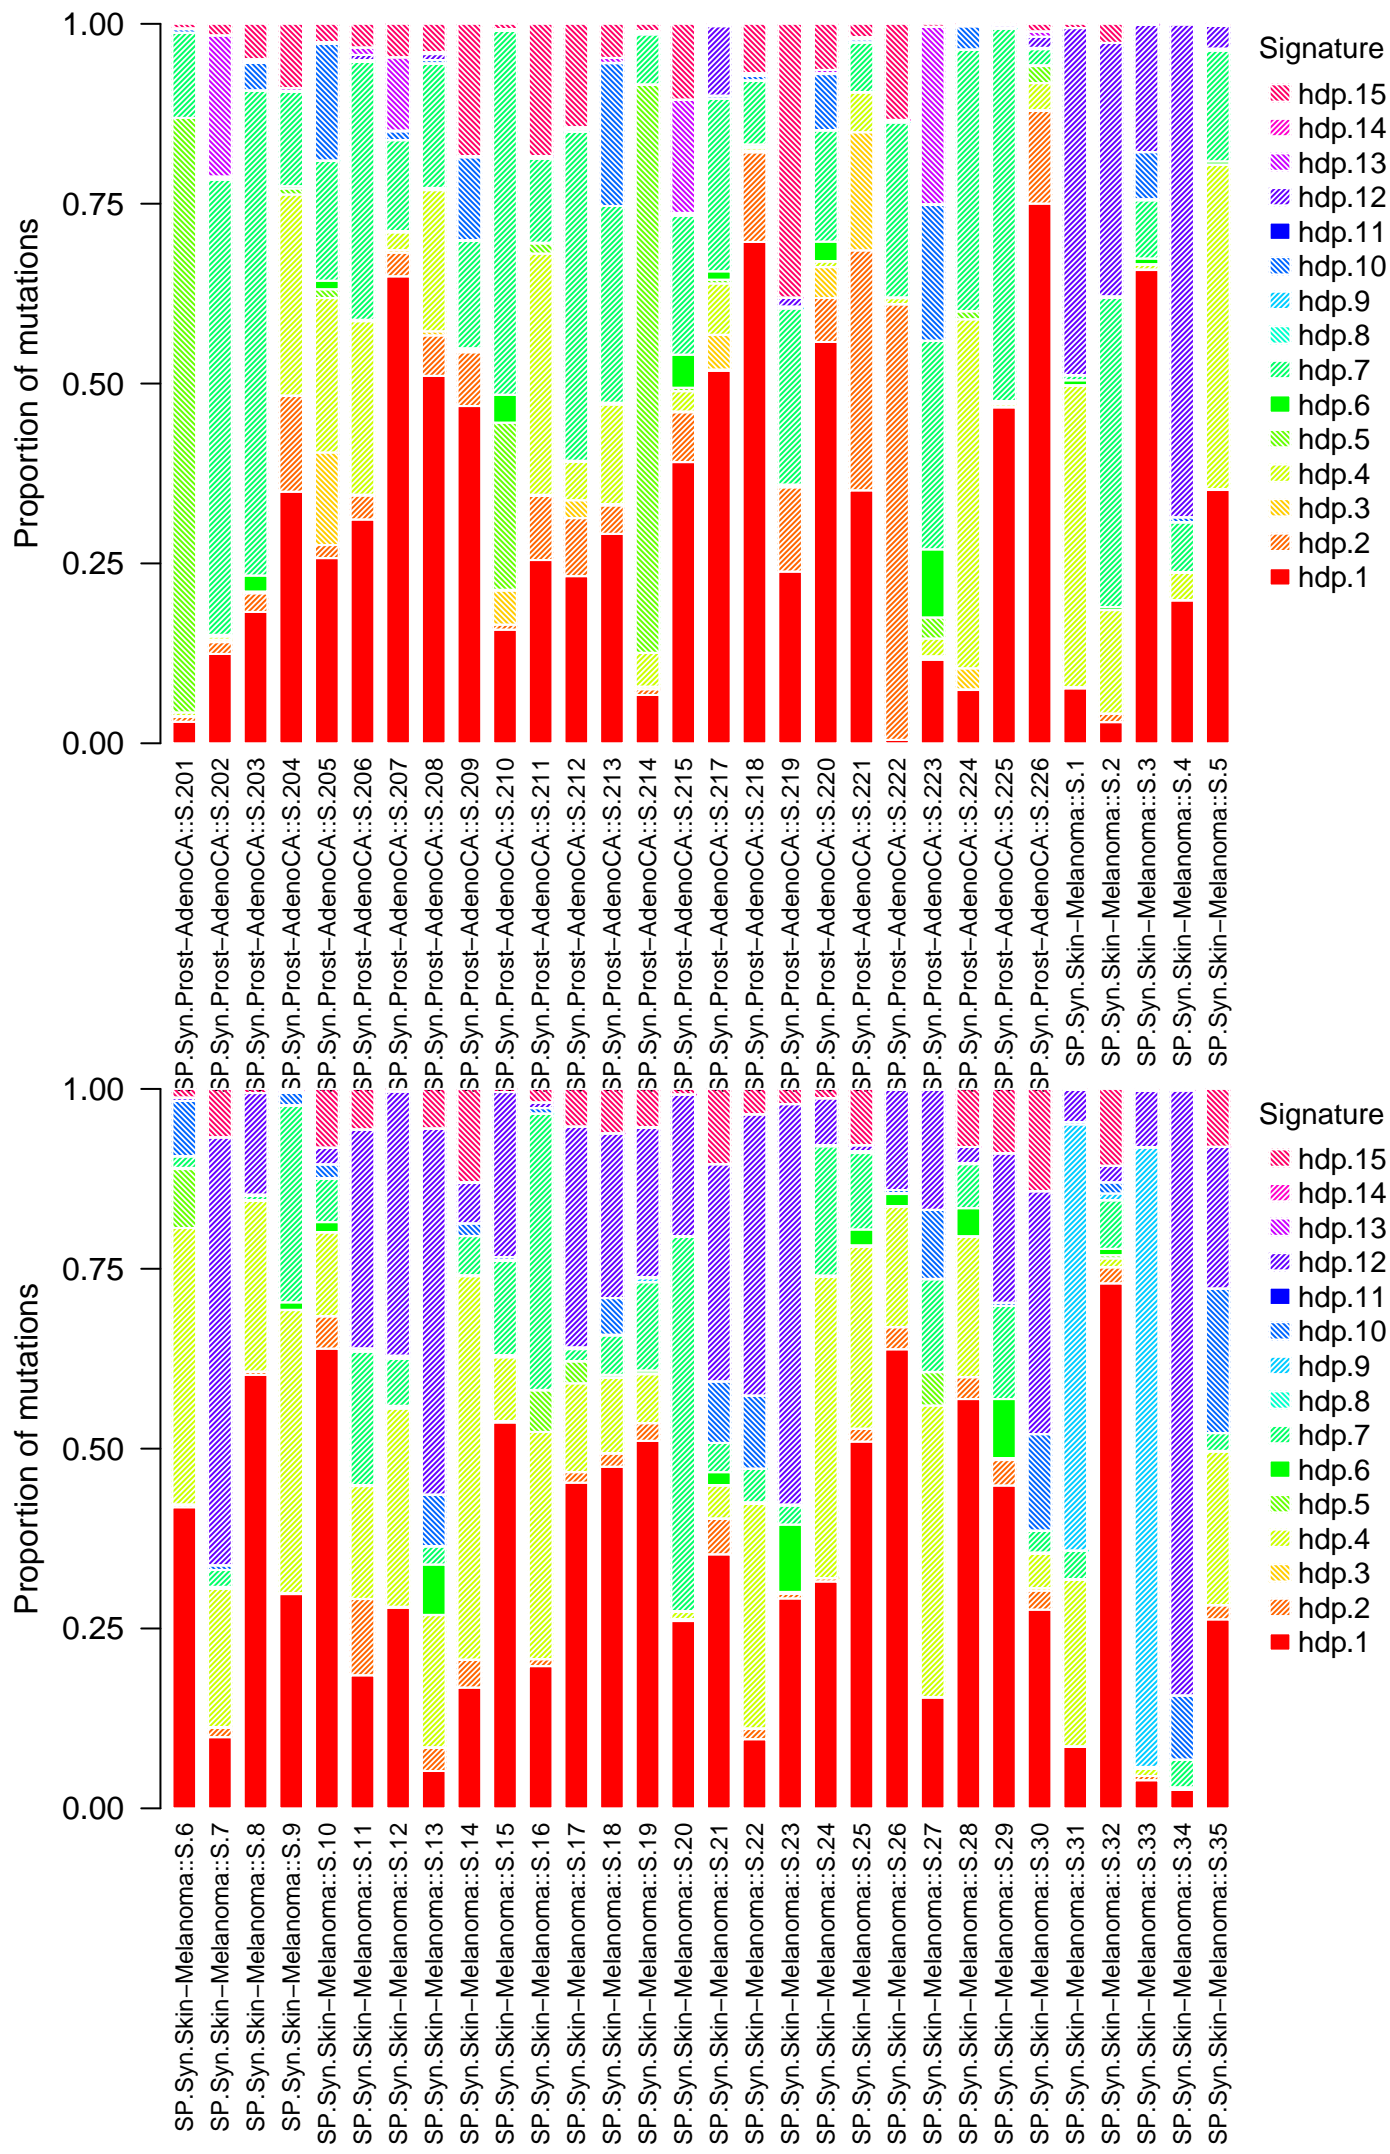 1.00
0.75
0.50
0.25
0.00
Proportion of mutations
SP.Syn.Prost−AdenoCA::S.201
SP.Syn.Prost−AdenoCA::S.202
SP.Syn.Prost−AdenoCA::S.203
SP.Syn.Prost−AdenoCA::S.204
SP.Syn.Prost−AdenoCA::S.205
SP.Syn.Prost−AdenoCA::S.206
SP.Syn.Prost−AdenoCA::S.207
SP.Syn.Prost−AdenoCA::S.208
SP.Syn.Prost−AdenoCA::S.209
SP.Syn.Prost−AdenoCA::S.210
SP.Syn.Prost−AdenoCA::S.211
SP.Syn.Prost−AdenoCA::S.212
SP.Syn.Prost−AdenoCA::S.213
SP.Syn.Prost−AdenoCA::S.214
SP.Syn.Prost−AdenoCA::S.215
SP.Syn.Prost−AdenoCA::S.217
SP.Syn.Prost−AdenoCA::S.218
SP.Syn.Prost−AdenoCA::S.219
SP.Syn.Prost−AdenoCA::S.220
SP.Syn.Prost−AdenoCA::S.221
SP.Syn.Prost−AdenoCA::S.222
SP.Syn.Prost−AdenoCA::S.223
SP.Syn.Prost−AdenoCA::S.224
SP.Syn.Prost−AdenoCA::S.225
SP.Syn.Prost−AdenoCA::S.226
SP.Syn.Skin−Melanoma::S.1
SP.Syn.Skin−Melanoma::S.2
SP.Syn.Skin−Melanoma::S.3
SP.Syn.Skin−Melanoma::S.4
SP.Syn.Skin−Melanoma::S.5
Signature
hdp.15
hdp.14
hdp.13
hdp.12
hdp.11
hdp.10
hdp.9
hdp.8
hdp.7
hdp.6
hdp.5
hdp.4
hdp.3
hdp.2
hdp.1
1.00
0.75
0.50
0.25
0.00
Proportion of mutations
SP.Syn.Skin−Melanoma::S.6
SP.Syn.Skin−Melanoma::S.7
SP.Syn.Skin−Melanoma::S.8
SP.Syn.Skin−Melanoma::S.9
SP.Syn.Skin−Melanoma::S.10
SP.Syn.Skin−Melanoma::S.11
SP.Syn.Skin−Melanoma::S.12
SP.Syn.Skin−Melanoma::S.13
SP.Syn.Skin−Melanoma::S.14
SP.Syn.Skin−Melanoma::S.15
SP.Syn.Skin−Melanoma::S.16
SP.Syn.Skin−Melanoma::S.17
SP.Syn.Skin−Melanoma::S.18
SP.Syn.Skin−Melanoma::S.19
SP.Syn.Skin−Melanoma::S.20
SP.Syn.Skin−Melanoma::S.21
SP.Syn.Skin−Melanoma::S.22
SP.Syn.Skin−Melanoma::S.23
SP.Syn.Skin−Melanoma::S.24
SP.Syn.Skin−Melanoma::S.25
SP.Syn.Skin−Melanoma::S.26
SP.Syn.Skin−Melanoma::S.27
SP.Syn.Skin−Melanoma::S.28
SP.Syn.Skin−Melanoma::S.29
SP.Syn.Skin−Melanoma::S.30
SP.Syn.Skin−Melanoma::S.31
SP.Syn.Skin−Melanoma::S.32
SP.Syn.Skin−Melanoma::S.33
SP.Syn.Skin−Melanoma::S.34
SP.Syn.Skin−Melanoma::S.35
Signature
hdp.15
hdp.14
hdp.13
hdp.12
hdp.11
hdp.10
hdp.9
hdp.8
hdp.7
hdp.6
hdp.5
hdp.4
hdp.3
hdp.2
hdp.1